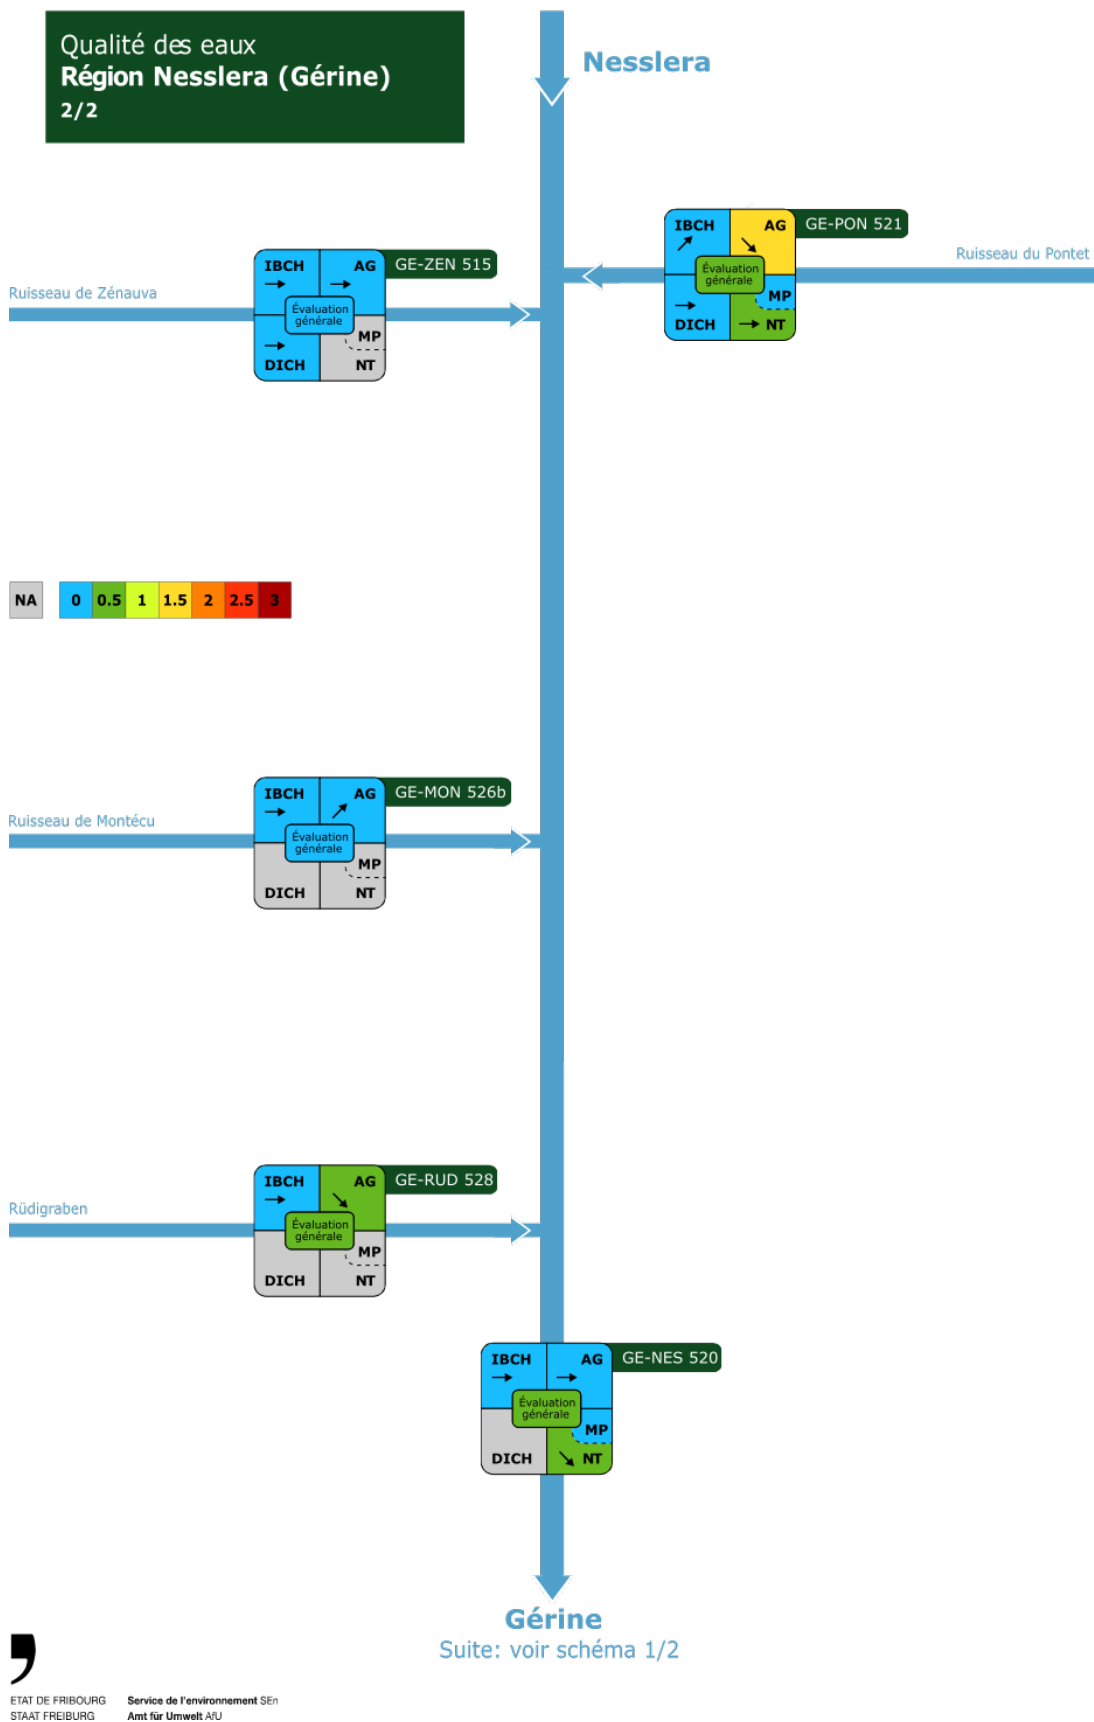 Qualité des eaux
Région Nesslera (Gérine)
2/2
Nesslera
IBCH
AG
GE-PON 521
Évaluation
générale
MP
DICH
NT
Ruisseau du Pontet
IBCH
AG
GE-ZEN 515
Ruisseau de Zénauva
Évaluation
générale
MP
DICH
NT
NA
0
0.5
1
1.5
2
2.5
3
IBCH
AG
GE-MON 526b
Ruisseau de Montécu
Évaluation
générale
MP
DICH
NT
IBCH
AG
GE-RUD 528
Rüdigraben
Évaluation
générale
MP
DICH
NT
IBCH
AG
GE-NES 520
Évaluation
générale
MP
DICH
NT
Gérine
Suite: voir schéma 1/2
ETAT DE FRIBOURG
STAAT FREIBURG
Service de l'environnement SEn
Amt für Umwelt AfU